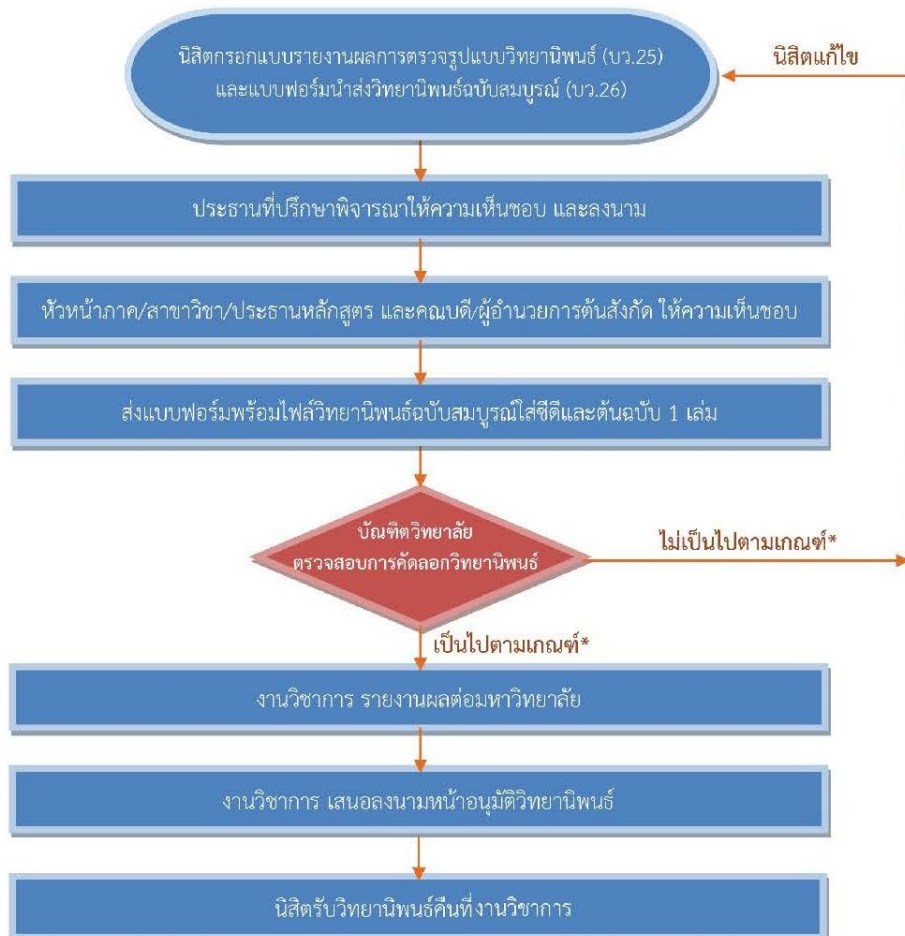 นิสิตกรอกแบบรายงานผลการตรวจรูปแบบวิทยานิพนธ์ (บว.25)
และแบบฟอร์มนำส่งวิทยานิพนธ์ฉบับสมบูรณ์ (บว.26)
นิสิตแก้ไข
ประธานที่ปรึกษาพิจารณาให้ความเห็นชอบ และลงนาม
หัวหน้าภาค/สาขาวิชา/ประธานหลักสูตร และคณบดี/ผู้อำนวยการต้นสังกัด ให้ความเห็นชอบ
ส่งแบบฟอร์มพร้อมไฟล์วิทยานิพนธ์ฉบับสมบูรณ์ใส่ซีดีและต้นฉบับ 1 เล่ม
บัณฑิตวิทยาลัย
ตรวจสอบการคัดลอกวิทยานิพนธ์
ไม่เป็นไปตามเกณฑ์*
เป็นไปตามเกณฑ์*
งานวิชาการ รายงานผลต่อมหาวิทยาลัย
งานวิชาการ เสนอลงนามหน้าอนุมัติวิทยานิพนธ์
นิสิตรับวิทยานิพนธ์คืนที่งานวิชาการ